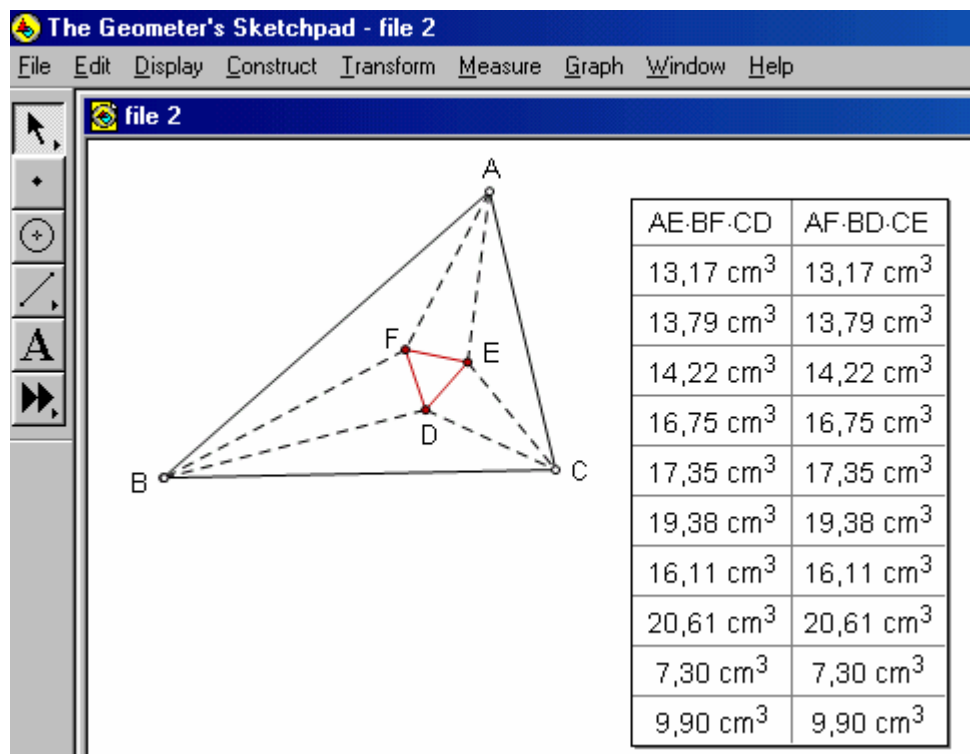 The Geometer's Sketchpad - file 2
File Edit Display Construct Transform Measure Graph Window Help
file 2
A
A
F
E
D
B
C
AE·BF·CD AF·BD·CE
13,17 cm³ 13,17 cm³
13,79 cm³ 13,79 cm³
14,22 cm³ 14,22 cm³
16,75 cm³ 16,75 cm³
17,35 cm³ 17,35 cm³
19,38 cm³ 19,38 cm³
16,11 cm³ 16,11 cm³
20,61 cm³ 20,61 cm³
7,30 cm³ 7,30 cm³
9,90 cm³ 9,90 cm³